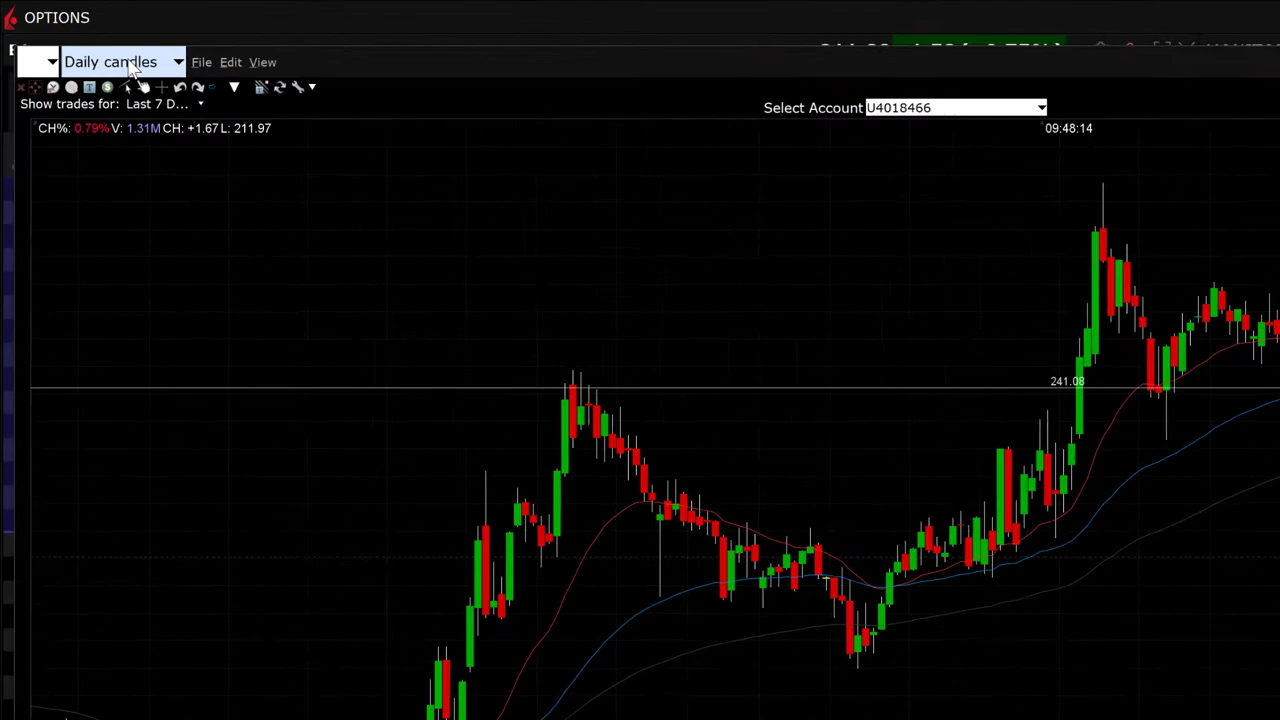 OPTIONS
Daily candles File Edit View
Show trades for: Last 7 D...
Select Account U4018466
CH%: 0.79% V: 1.31M CH: +1.67 L: 211.97
09:48:14
241.08